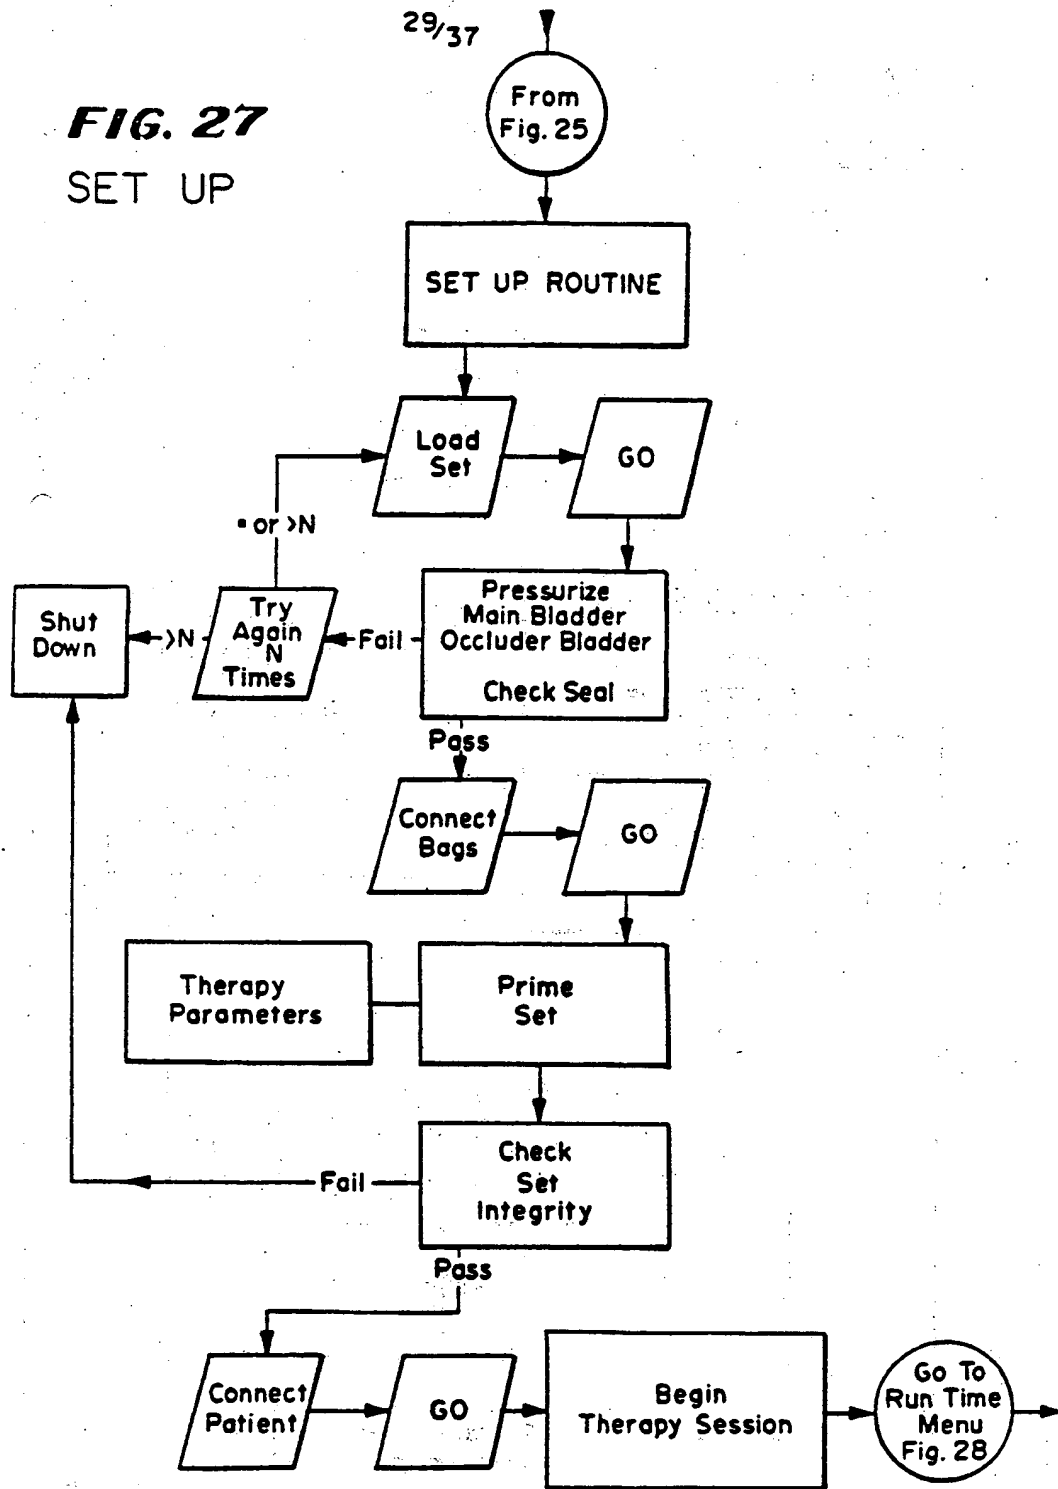 29/37
FIG. 27
SET UP
From
Fig. 25
SET UP ROUTINE
Load
Set
GO
▪ or >N
Shut
Down
>N
Try
Again
N
Times
Fail
Pressurize
Main Bladder
Occluder Bladder
Check Seal
Pass
Connect
Bags
GO
Therapy
Parameters
Prime
Set
Check
Set
Integrity
Fail
Pass
Connect
Patient
GO
Begin
Therapy Session
Go To
Run Time
Menu
Fig. 28